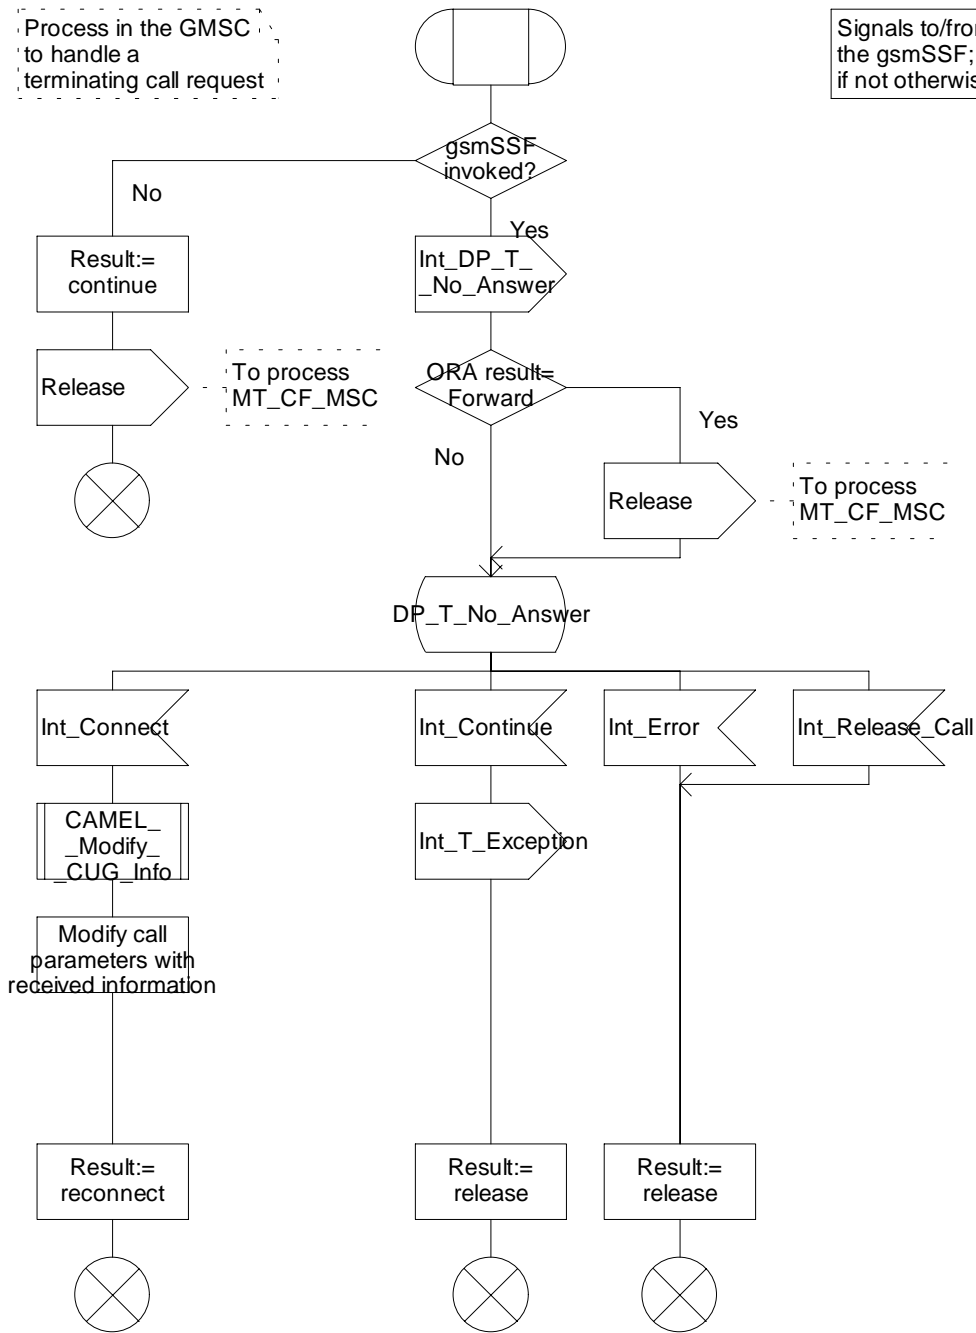 Process in the GMSC
to handle a
terminating call request
Signals to/from
the gsmSSF;
if not otherwis
gsmSSF
invoked?
No
Yes
Result:=
continue
Int_DP_T_
_No_Answer
Release
To process
MT_CF_MSC
ORA result=
Forward
Yes
No
Release
To process
MT_CF_MSC
DP_T_No_Answer
Int_Connect
Int_Continue
Int_Error
Int_Release_Call
CAMEL_
_Modify_
_CUG_Info
Int_T_Exception
Modify call
parameters with
received information
Result:=
reconnect
Result:=
release
Result:=
release